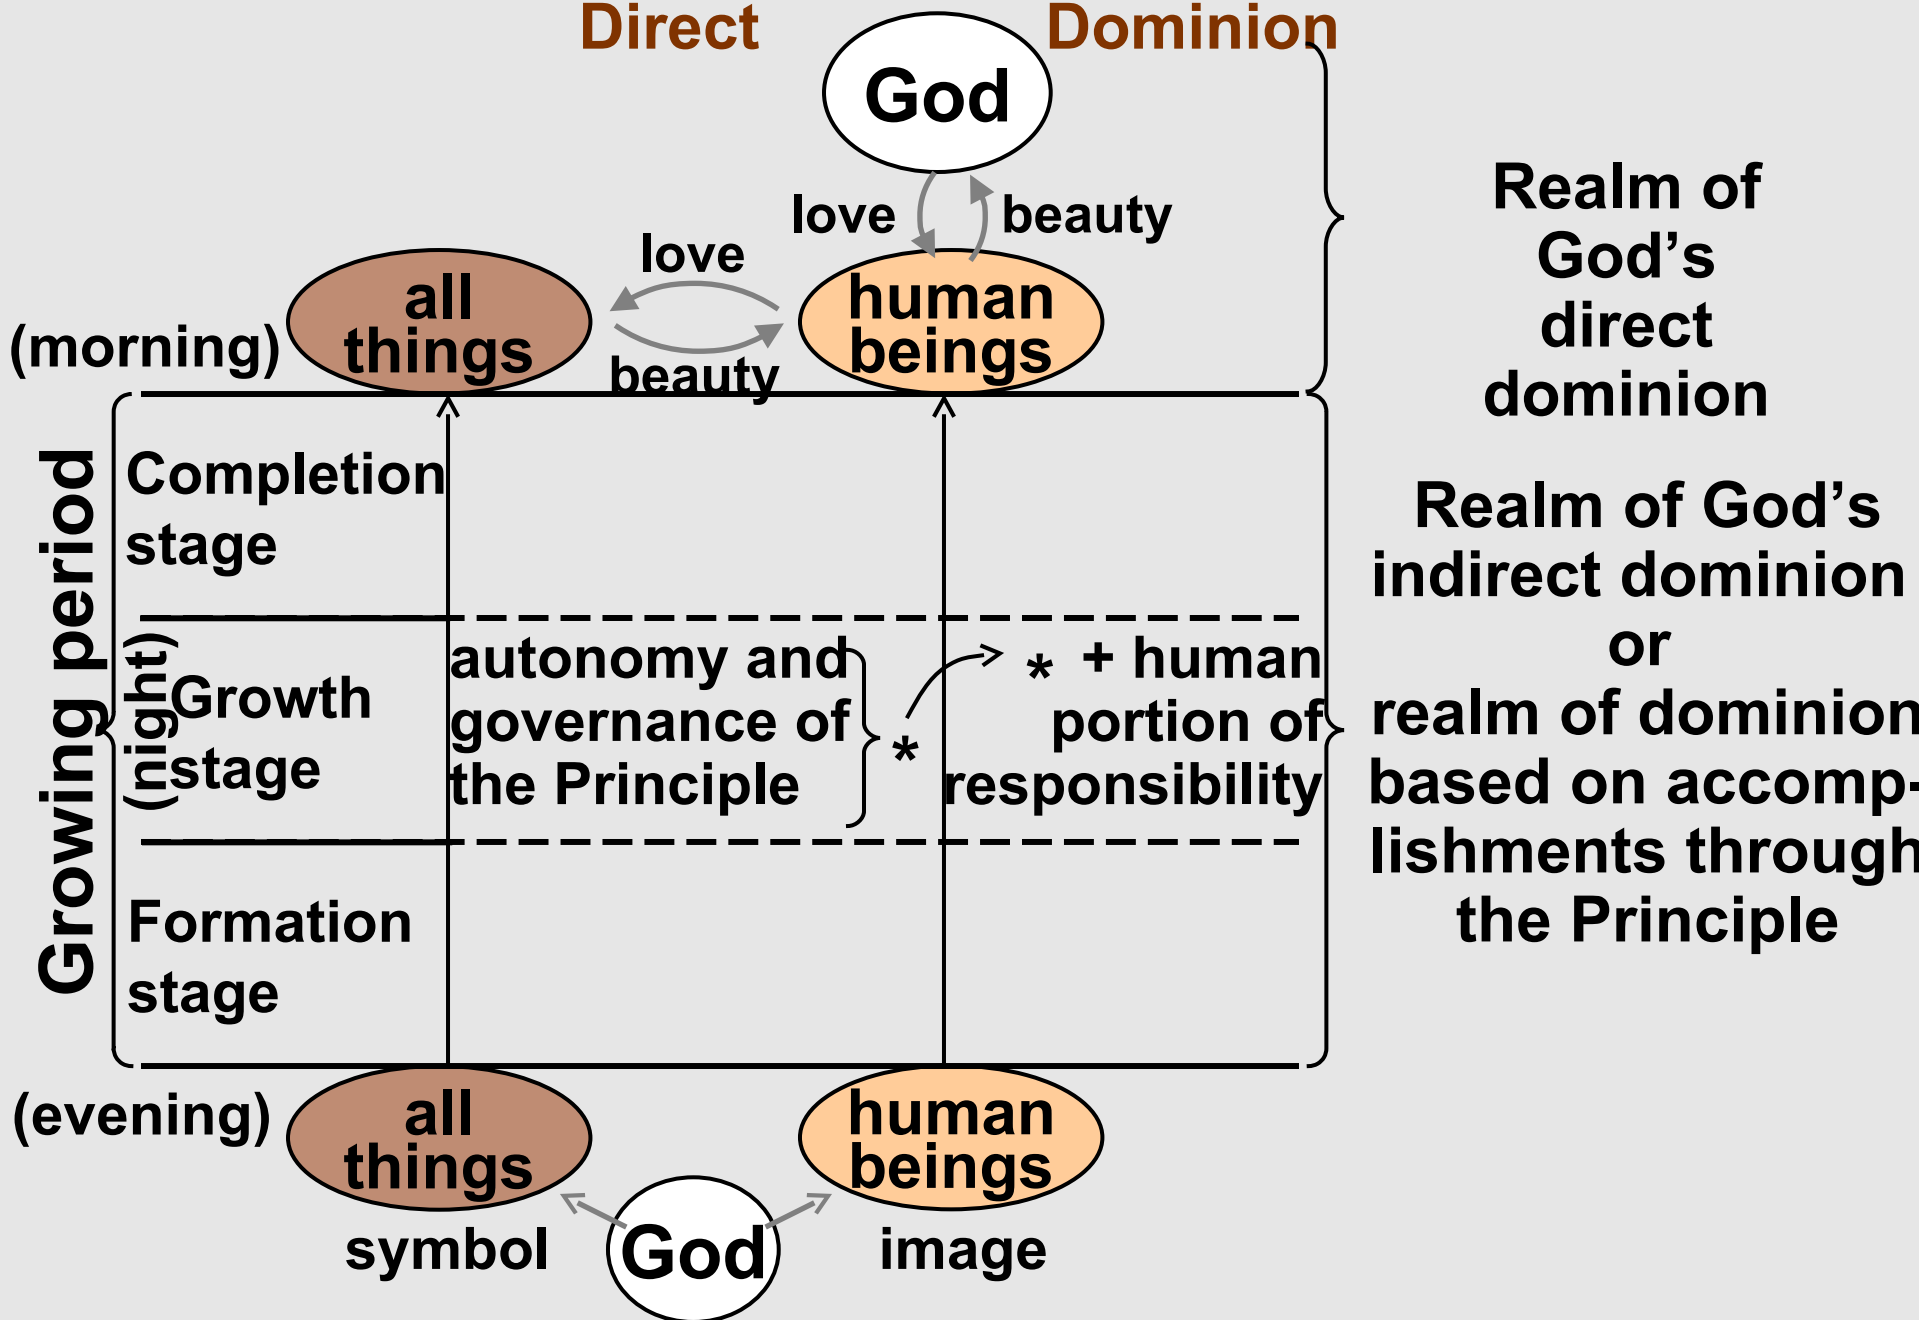 Direct Dominion
God
love beauty
love
all
things
human
beings
(morning)
beauty
Realm of
God’s
direct
dominion
Growing period
(night)
Completion
stage
Growth
stage
Formation
stage
autonomy and
governance of
the Principle
*
* + human
portion of
responsibility
Realm of God’s
indirect dominion
or
realm of dominion
based on accomp-
lishments through
the Principle
(evening)
all
things
human
beings
symbol
God
image